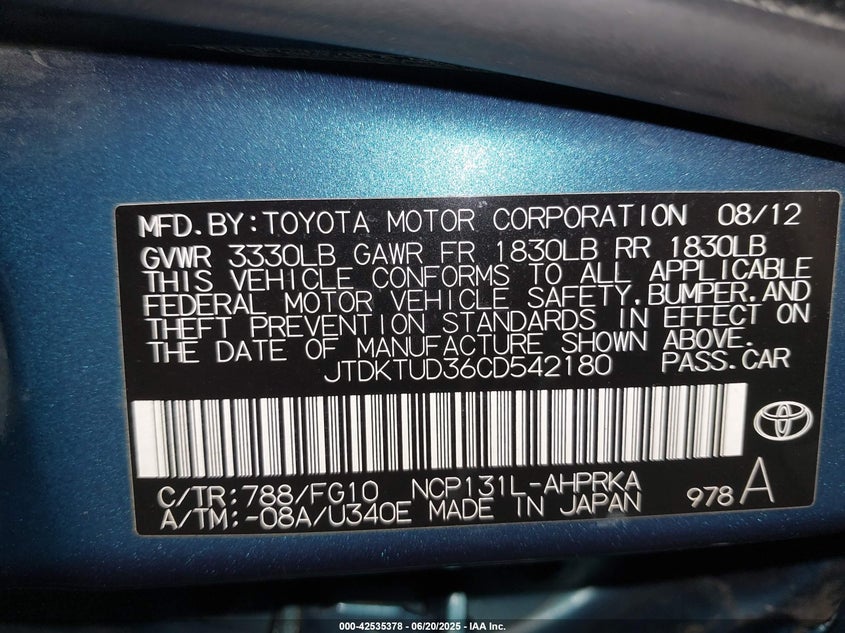 MFD.BY:TOYOTA MOTOR CORPORATION 08/12
GVWR 3330LB GAWR FR 1830LB RR 1830LB
THIS VEHICLE CONFORMS TO ALL APPLICABLE
FEDERAL MOTOR VEHICLE SAFETY,BUMPER,AND
THEFT PREVENTION STANDARDS IN EFFECT ON
THE DATE OF MANUFACTURE SHOWN ABOVE.
JTDKTUD36CD542180 PASS.CAR
C/TR:788/FG10 NCP131L-AHPRKA
A/TM:-08A/U340E MADE IN JAPAN 978 A
000-42535378 - 06/20/2025 - IAA Inc.